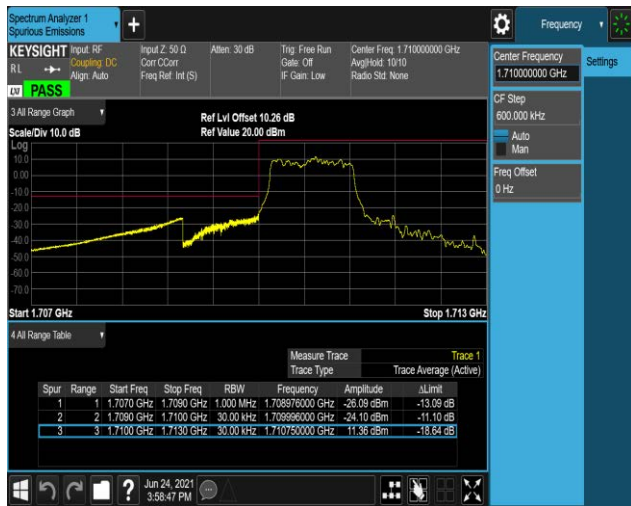 Spectrum Analyzer 1
Spurious Emissions
Frequency
KEYSIGHT Input: RF Input Z: 50 Ω Atten: 30 dB Trig: Free Run Center Freq: 1.710000000 GHz
RL Coupling: DC Corr CCorr Gate: Off Avg|Hold: 10/10
Align: Auto Freq Ref: Int (S) IF Gain: Low Radio Std: None
LXI PASS
Center Frequency
1.710000000 GHz
Settings
CF Step
600.000 kHz
Auto
Man
Freq Offset
0 Hz
3 All Range Graph
Ref Lvl Offset 10.26 dB
Scale/Div 10.0 dB Ref Value 20.00 dBm
Log
10.0
0.00
-10.0
-20.0
-30.0
-40.0
-50.0
-60.0
-70.0
Start 1.707 GHz Stop 1.713 GHz
4 All Range Table
Measure Trace Trace 1
Trace Type Trace Average (Active)
Spur Range Start Freq Stop Freq RBW Frequency Amplitude ΔLimit
1 1 1.7070 GHz 1.7090 GHz 1.000 MHz 1.708976000 GHz -26.09 dBm -13.09 dB
2 2 1.7090 GHz 1.7100 GHz 30.00 kHz 1.709996000 GHz -24.10 dBm -11.10 dB
3 3 1.7100 GHz 1.7130 GHz 30.00 kHz 1.710750000 GHz 11.36 dBm -18.64 dB
Jun 24, 2021
3:58:47 PM